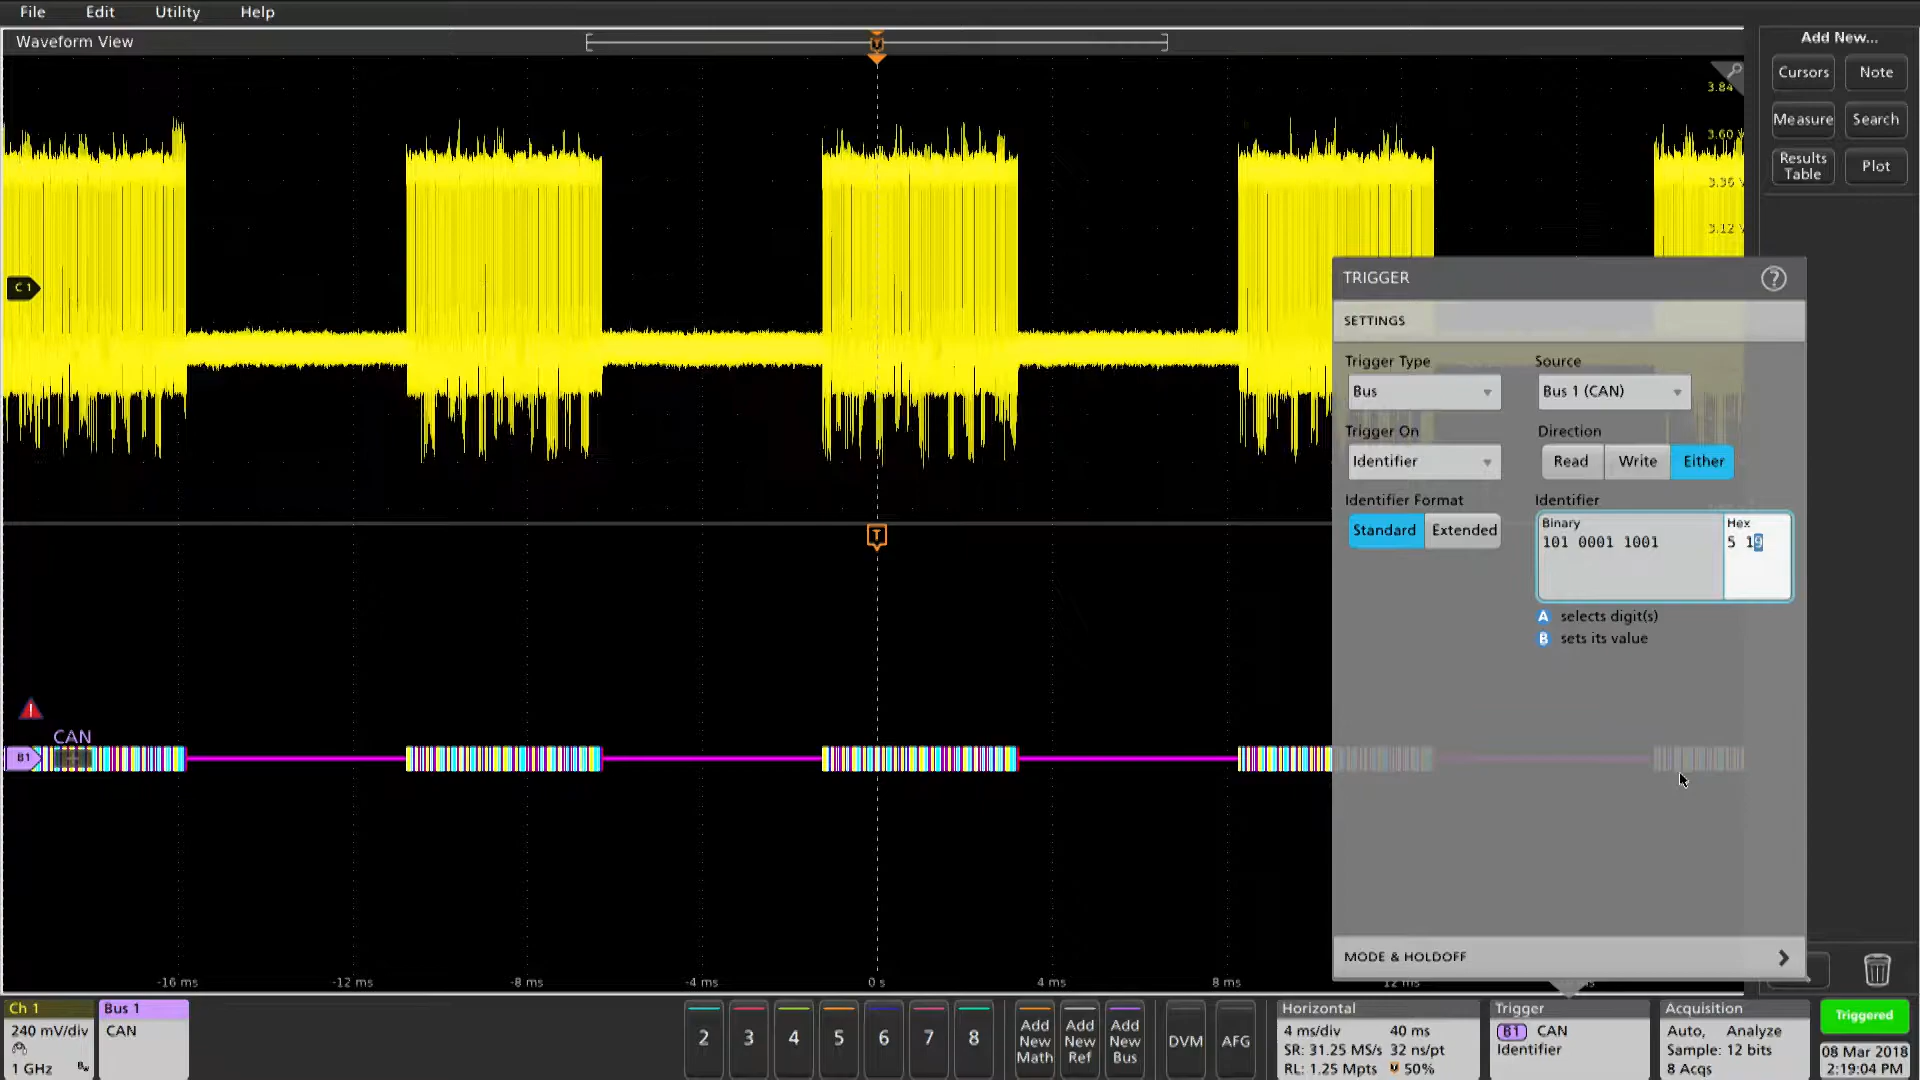 File Edit Utility Help
Waveform View
Add New...
Cursors Note
Measure Search
Results Table Plot
3.84
3.60 V
3.36 V
3.12 V
C 1
TRIGGER ?
SETTINGS
Trigger Type Source
Bus Bus 1 (CAN)
Trigger On Direction
Identifier Read Write Either
Identifier Format Identifier
Standard Extended
Binary Hex
101 0001 1001 5 19
A selects digit(s)
B sets its value
T
!
CAN
B1
MODE & HOLDOFF
-16 ms -12 ms -8 ms -4 ms 0 s 4 ms 8 ms 12 ms
Ch 1
240 mV/div
1 GHz Bw
Bus 1
CAN
2 3 4 5 6 7 8
Add New Math
Add New Ref
Add New Bus
DVM
AFG
Horizontal
4 ms/div 40 ms
SR: 31.25 MS/s 32 ns/pt
RL: 1.25 Mpts 50%
Trigger
B1 CAN
Identifier
Acquisition
Auto, Analyze
Sample: 12 bits
8 Acqs
Triggered
08 Mar 2018
2:19:04 PM